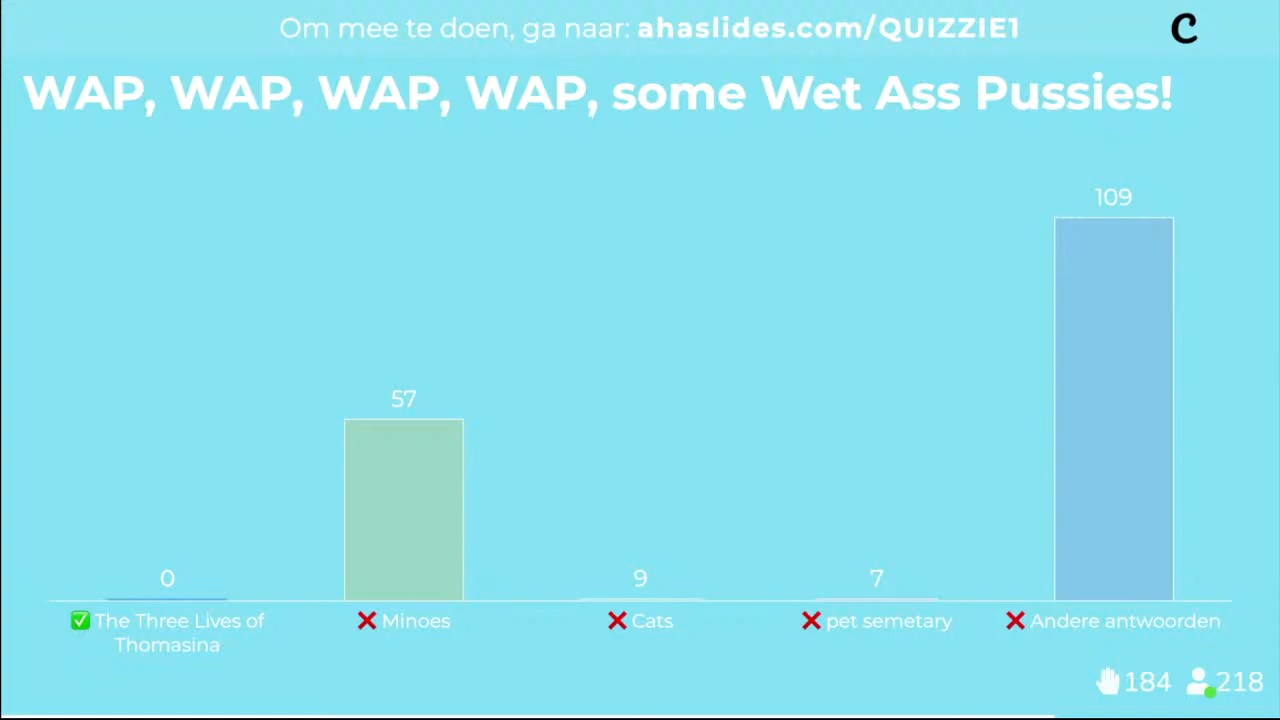 Om mee te doen, ga naar: ahaslides.com/QUIZZIE1
C
WAP, WAP, WAP, WAP, some Wet Ass Pussies!
109
57
0
9
7
✅ The Three Lives of
Thomasina
❌ Minoes
❌ Cats
❌ pet semetary
❌ Andere antwoorden
184
218